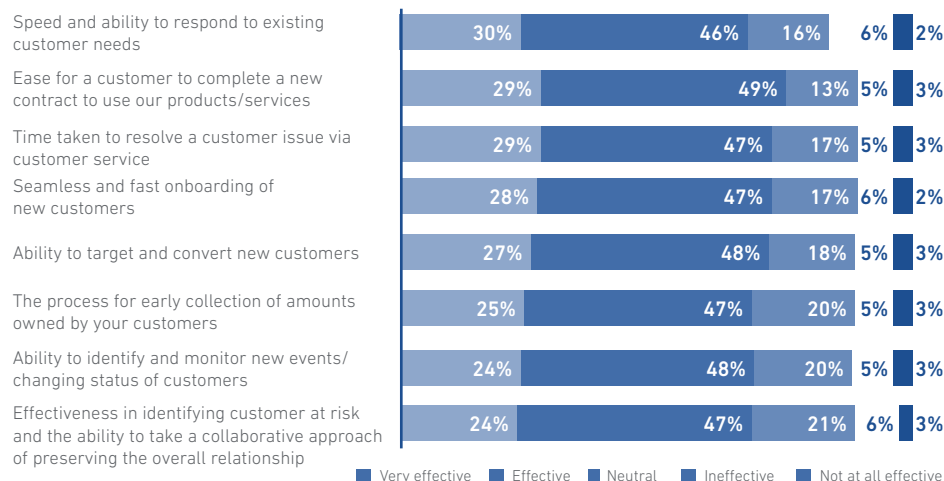 Speed and ability to respond to existing
customer needs
30% 46% 16% 6% 2%
Ease for a customer to complete a new
contract to use our products/services
29% 49% 13% 5% 3%
Time taken to resolve a customer issue via
customer service
29% 47% 17% 5% 3%
Seamless and fast onboarding of
new customers
28% 47% 17% 6% 2%
Ability to target and convert new customers
27% 48% 18% 5% 3%
The process for early collection of amounts
owned by your customers
25% 47% 20% 5% 3%
Ability to identify and monitor new events/
changing status of customers
24% 48% 20% 5% 3%
Effectiveness in identifying customer at risk
and the ability to take a collaborative approach
of preserving the overall relationship
24% 47% 21% 6% 3%
Very effective Effective Neutral Ineffective Not at all effective